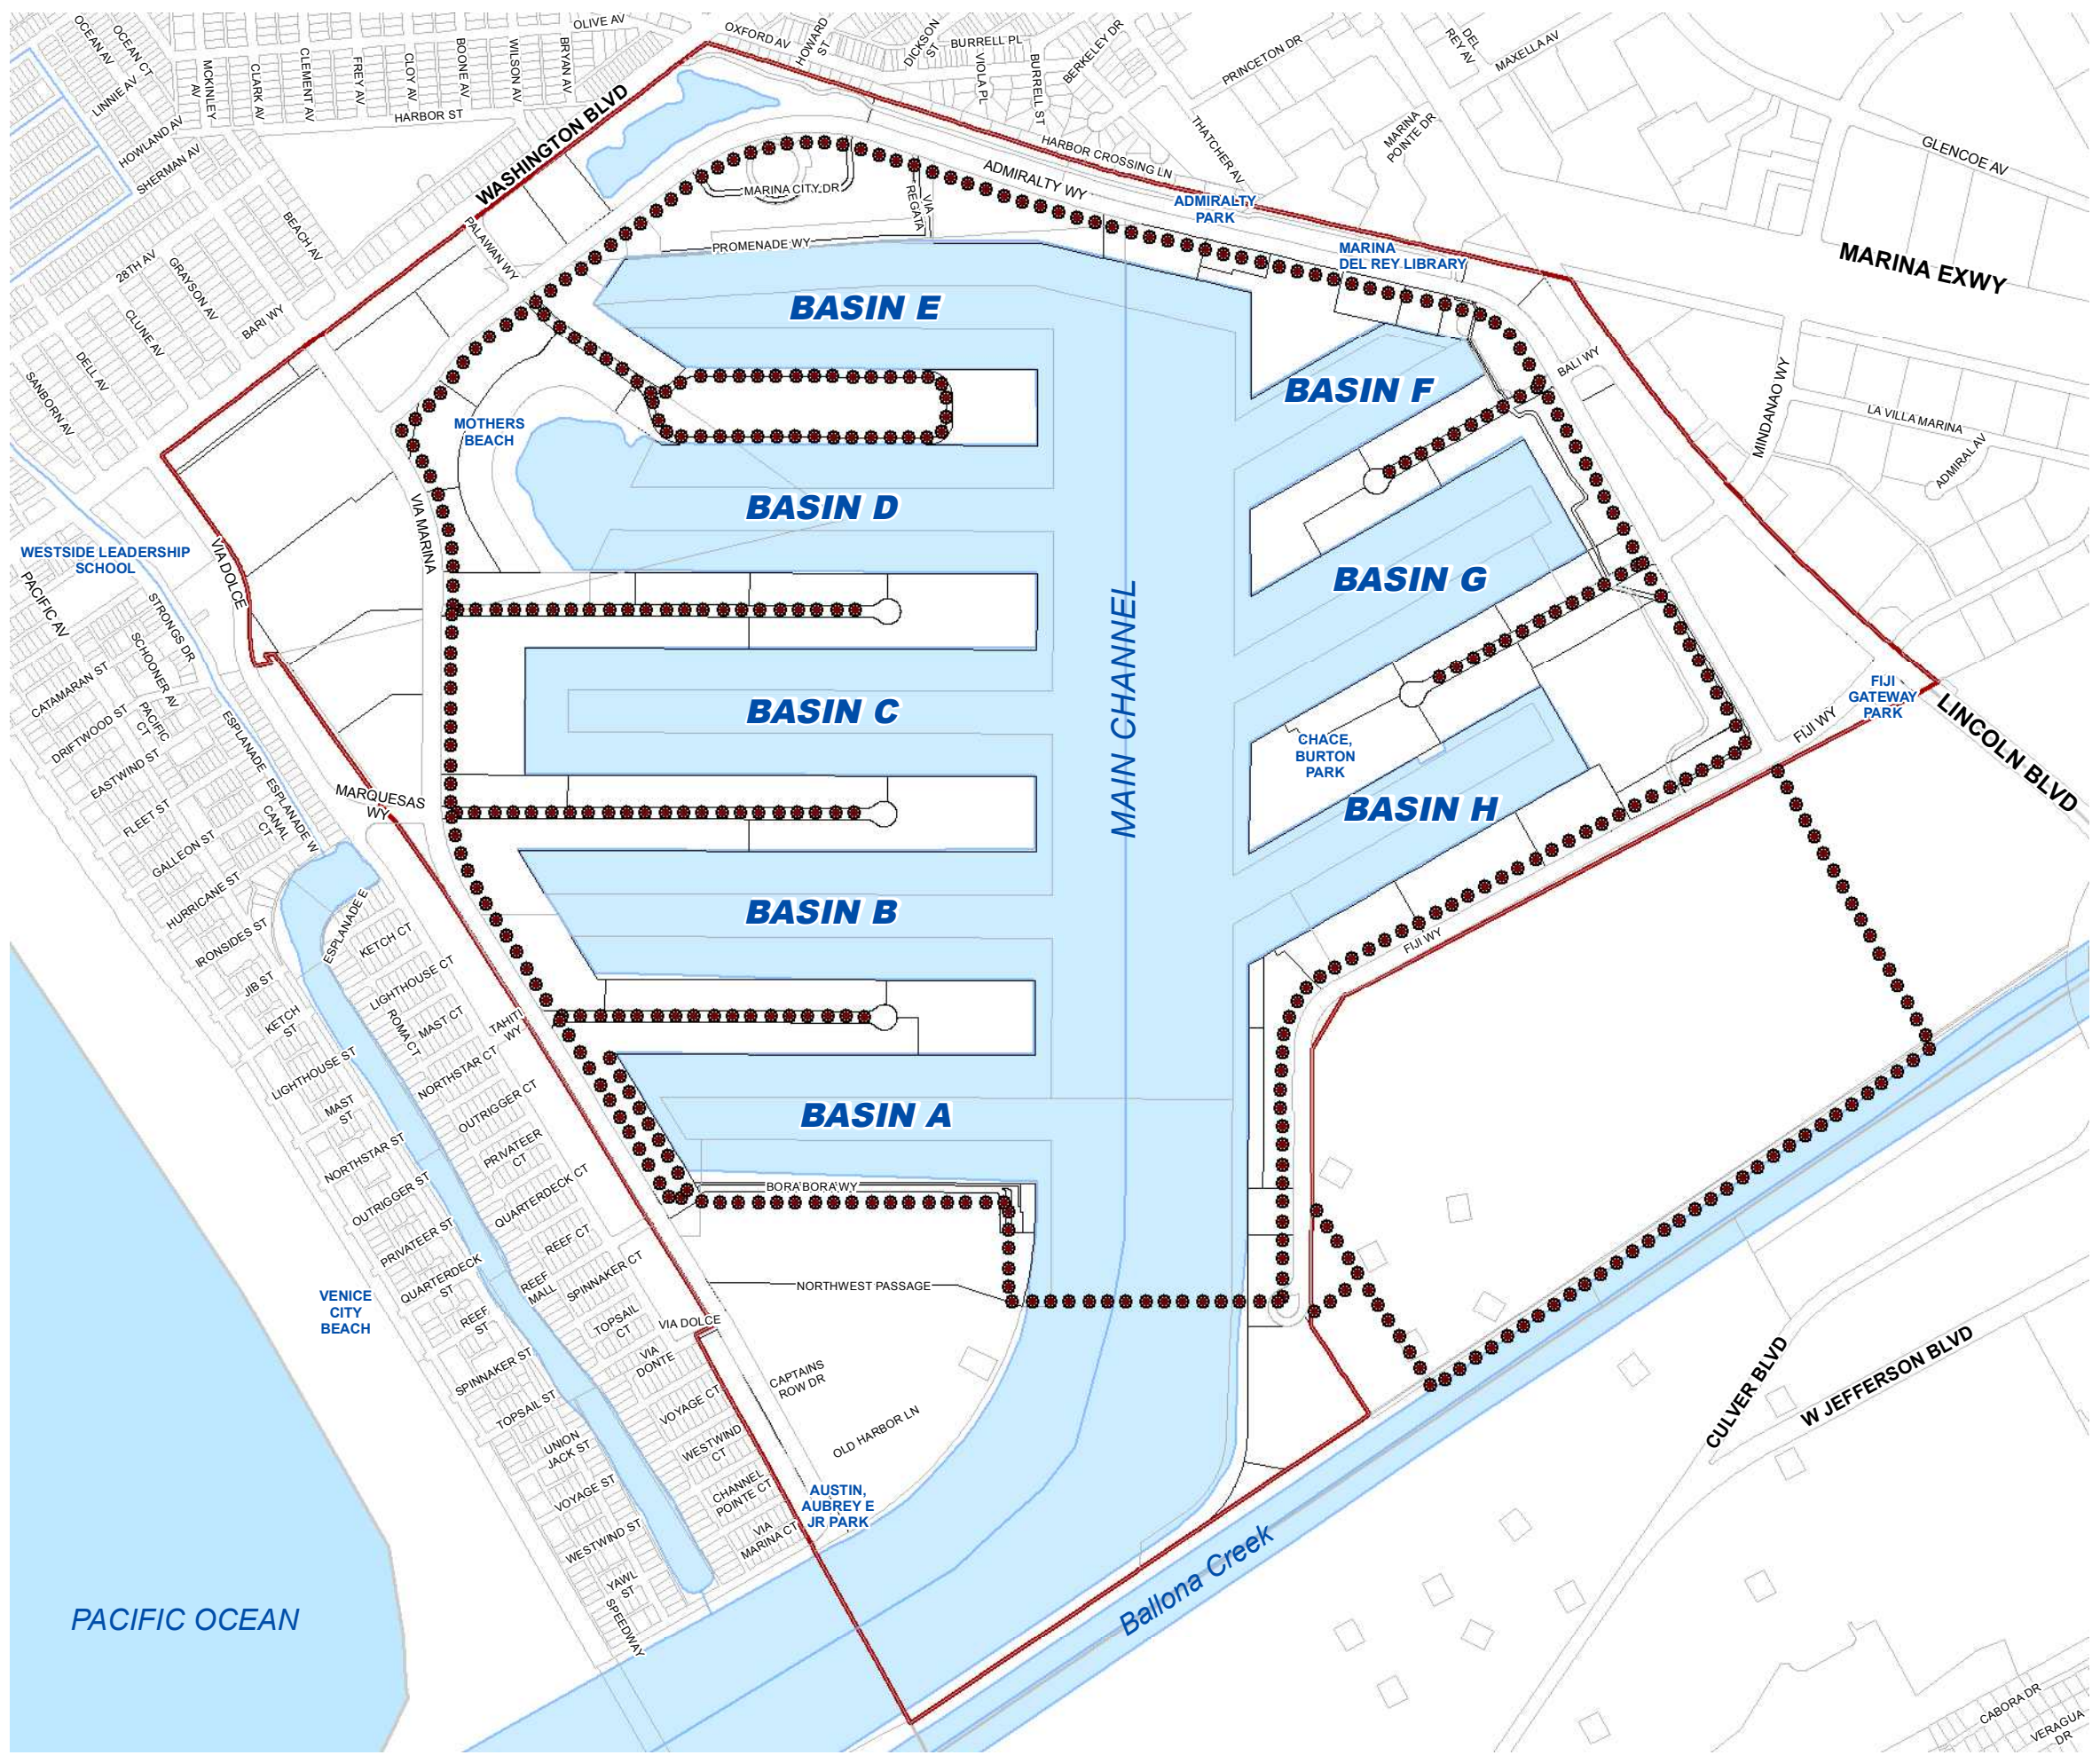 OCEAN AV
OCEAN CT
LINNIE AV
HOWLAND AV
SHERMAN AV
MCKINLEY
AV
CLARK AV
CLEMENT AV
FREY AV
CLOY AV
BOONE AV
WILSON AV
BRYAN AV
OLIVE AV
HARBOR ST
WASHINGTON BLVD
OXFORD AV
HOWARD
ST
DICKSON
ST
BURRELL PL
VIOLA PL
BURRELL ST
BERKELEY DR
PRINCETON DR
DEL
REY AV
MAXELLA AV
GLENCOE AV
MARINA
POINTE DR
THATCHER AV
HARBOR CROSSING LN
ADMIRALTY WY
ADMIRALTY
PARK
MARINA
DEL REY LIBRARY
MARINA EXWY
MARINA CITY DR
VIA
REGATA
PROMENADE WY
PALAWAN WY
BEACH AV
28TH AV
GRAYSON AV
CLUNE AV
BARI WY
DELL AV
SANBORN AV
BASIN E
BASIN F
BALI WY
MINDANAO WY
LA VILLA MARINA
ADMIRAL AV
MOTHERS
BEACH
VIA MARINA
BASIN D
WESTSIDE LEADERSHIP
SCHOOL
VIA DOLCE
PACIFIC AV
STRONGS DR
SCHOONER AV
BASIN G
MAIN CHANNEL
CATAMARAN ST
DRIFTWOOD ST
PACIFIC
CT
EASTWIND ST
FLEET ST
GALLEON ST
HURRICANE ST
IRONSIDES ST
JIB ST
KETCH
ST
ESPLANADE
ESPLANADE W
CANAL
CT
BASIN C
FIJI
GATEWAY
PARK
FIJI WY
LINCOLN BLVD
CHACE,
BURTON
PARK
MARQUESAS
WY
BASIN H
BASIN B
FIJI WY
ESPLANADE E
KETCH CT
LIGHTHOUSE CT
ROMA CT
MAST CT
NORTHSTAR CT
TAHITI
WY
OUTRIGGER CT
PRIVATEER
CT
QUARTERDECK CT
REEF CT
REEF
MALL
SPINNAKER CT
TOPSAIL
CT
VIA
DONTE
VIA DOLCE
LIGHTHOUSE ST
MAST
ST
NORTHSTAR ST
OUTRIGGER ST
PRIVATEER ST
QUARTERDECK
ST
REEF
ST
SPINNAKER ST
TOPSAIL ST
UNION
JACK ST
VOYAGE ST
WESTWIND ST
YAWL
ST
SPEEDWAY
BASIN A
BORA BORA WY
NORTHWEST PASSAGE
VENICE
CITY
BEACH
CAPTAINS
ROW DR
OLD HARBOR LN
VOYAGE CT
WESTWIND
CT
CHANNEL
POINTE CT
VIA
MARINA CT
AUSTIN,
AUBREY E
JR PARK
CULVER BLVD
W JEFFERSON BLVD
Ballona Creek
PACIFIC OCEAN
CABORA DR
VERAGUA
DR